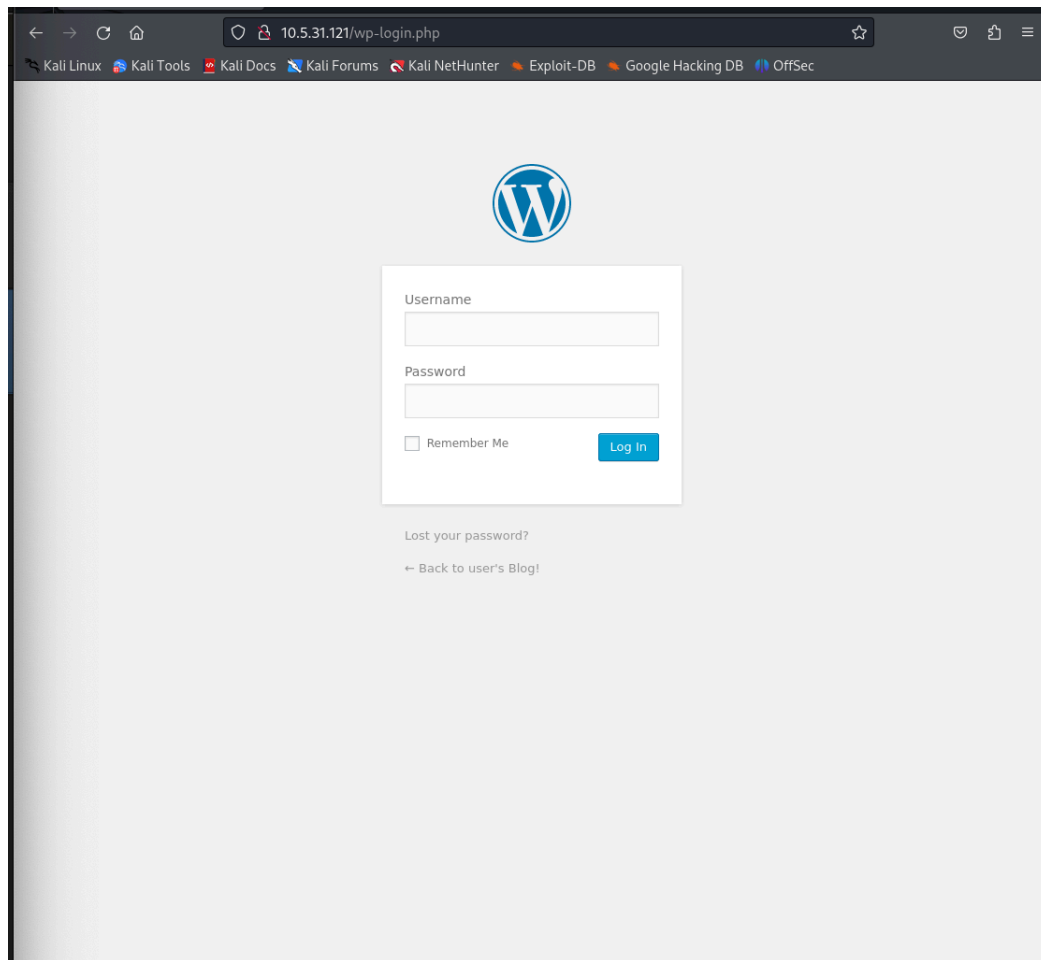 10.5.31.121/wp-login.php
Kali Linux Kali Tools Kali Docs Kali Forums Kali NetHunter Exploit-DB Google Hacking DB OffSec
Username
Password
Remember Me Log In
Lost your password?
← Back to user's Blog!